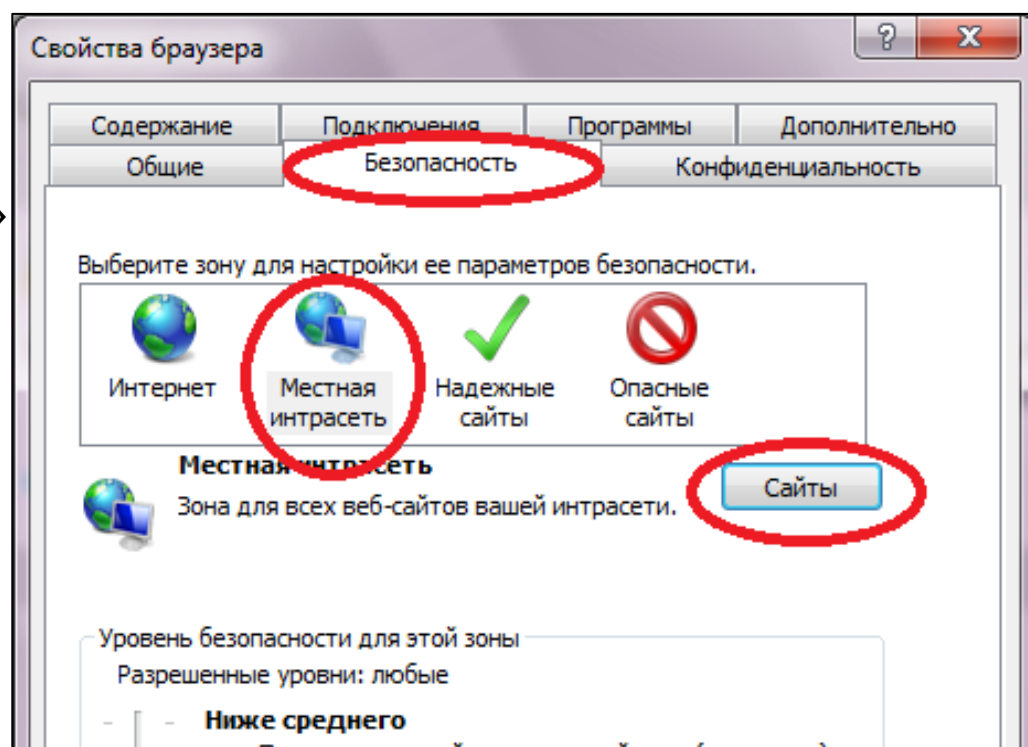 Свойства браузера
Содержание Подключения Программы Дополнительно
Общие Безопасность Конфиденциальность
Выберите зону для настройки ее параметров безопасности.
Интернет Местная интрасеть Надежные сайты Опасные сайты
Местная интрасеть
Сайты
Зона для всех веб-сайтов вашей интрасети.
Уровень безопасности для этой зоны
Разрешенные уровни: любые
Ниже среднего